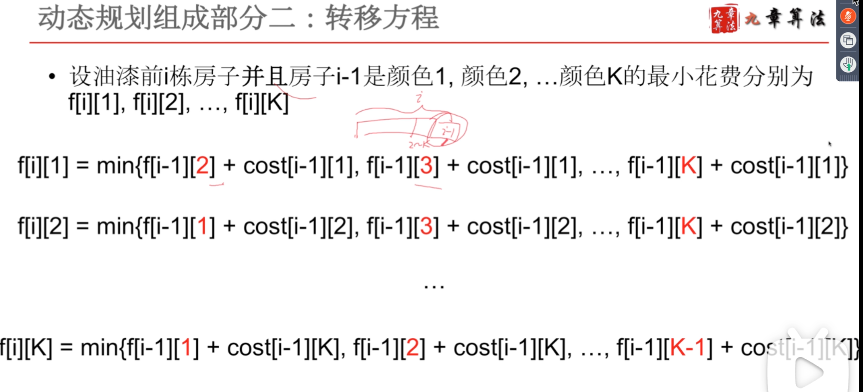 动态规划组成部分二：转移方程
九章算法
九章算法
• 设油漆前i栋房子并且房子i-1是颜色1, 颜色2, …颜色K的最小花费分别为
f[i][1], f[i][2], …, f[i][K]
i
i-1
2~K
f[i][1] = min{f[i-1][2] + cost[i-1][1], f[i-1][3] + cost[i-1][1], …, f[i-1][K] + cost[i-1][1]}
f[i][2] = min{f[i-1][1] + cost[i-1][2], f[i-1][3] + cost[i-1][2], …, f[i-1][K] + cost[i-1][2]}
…
f[i][K] = min{f[i-1][1] + cost[i-1][K], f[i-1][2] + cost[i-1][K], …, f[i-1][K-1] + cost[i-1][K]}